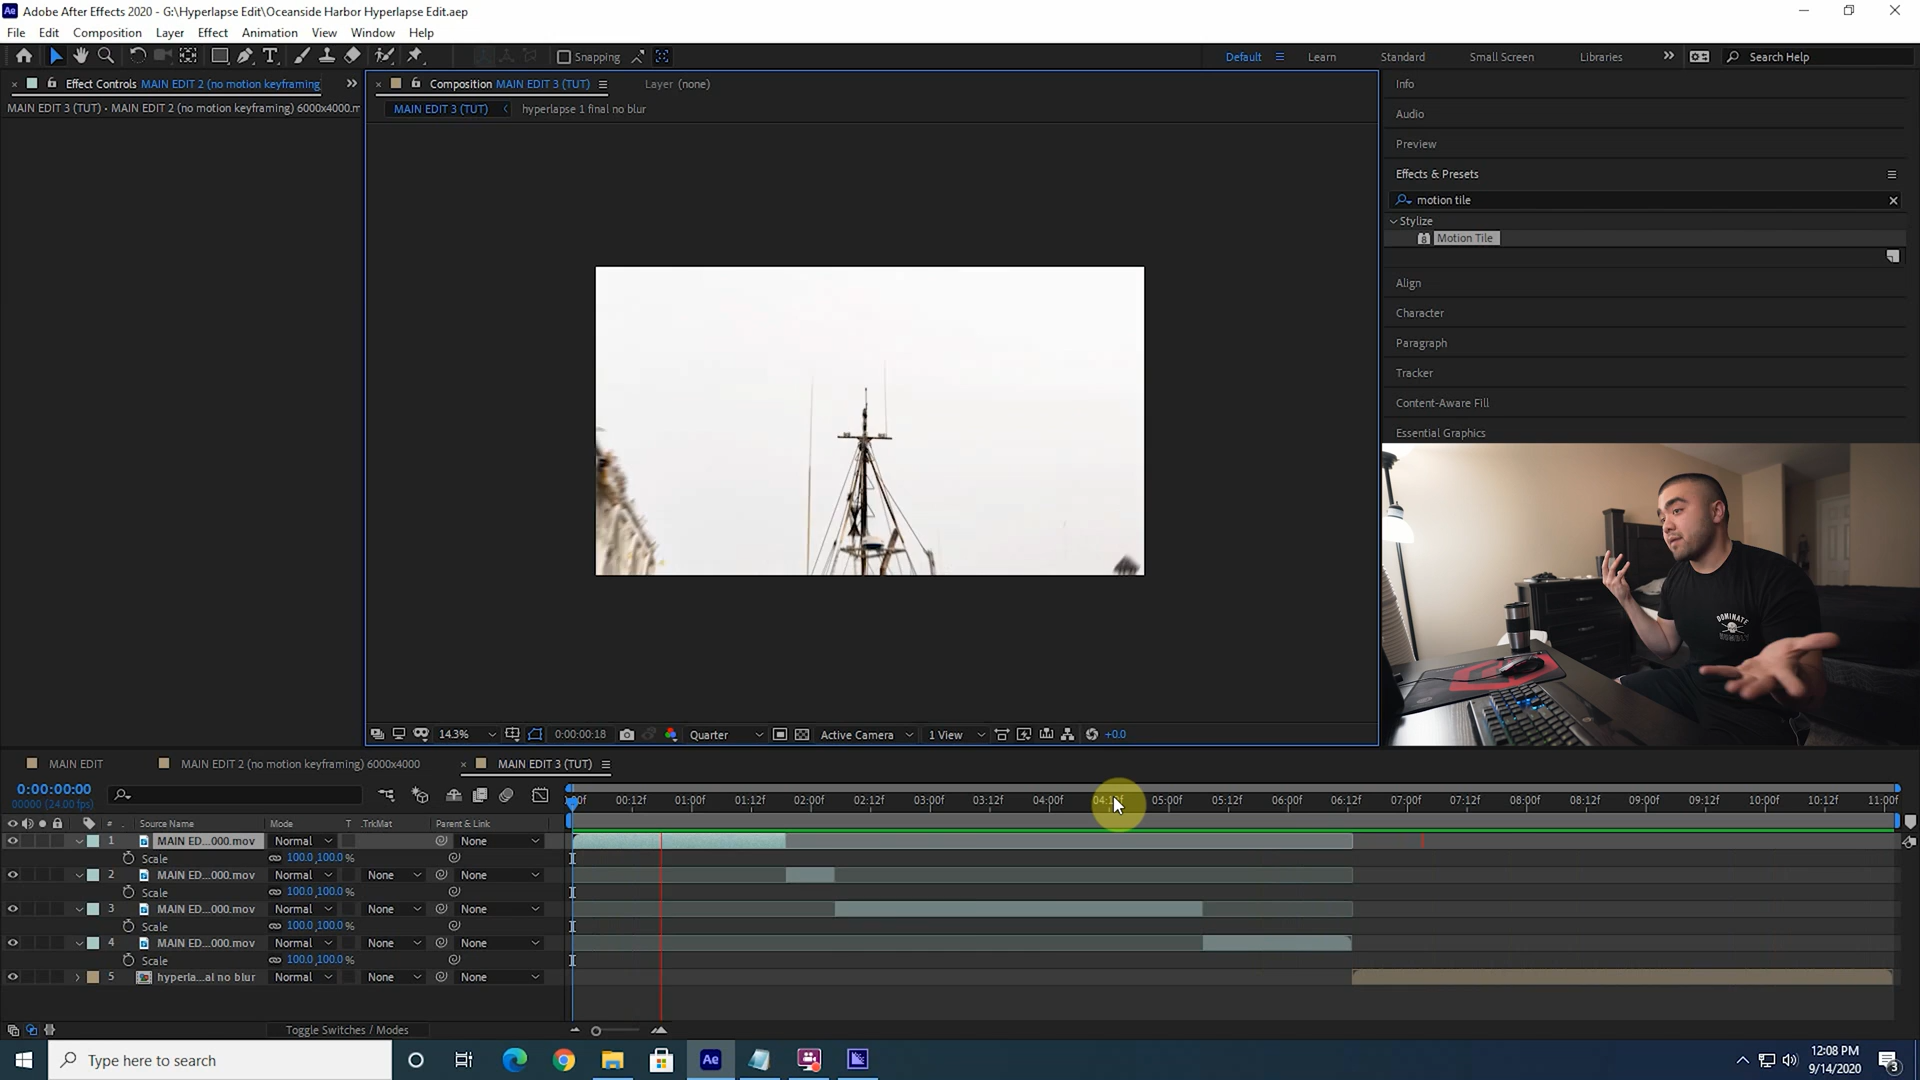 Adobe After Effects 2020 - G:\Hyperlapse Edit\Oceanside Harbor Hyperlapse Edit.aep
File Edit Composition Layer Effect Animation View Window Help
Snapping
Default Learn Standard Small Screen Libraries Search Help
Effect Controls MAIN EDIT 2 (no motion keyframing)
MAIN EDIT 3 (TUT) • MAIN EDIT 2 (no motion keyframing) 6000x4000.m
Composition MAIN EDIT 3 (TUT) Layer (none)
MAIN EDIT 3 (TUT) hyperlapse 1 final no blur
Info
Audio
Preview
Effects & Presets
motion tile
Stylize
Motion Tile
Align
Character
Paragraph
Tracker
Content-Aware Fill
Essential Graphics
DOMINATE
HUMBLY
14.3% 0:00:00:18 Quarter Active Camera 1 View +0.0
MAIN EDIT MAIN EDIT 2 (no motion keyframing) 6000x4000 MAIN EDIT 3 (TUT)
0:00:00:00
00000 (24.00 fps)
00:12f 01:00f 01:12f 02:00f 02:12f 03:00f 03:12f 04:00f 04:12f 05:00f 05:12f 06:00f 06:12f 07:00f 07:12f 08:00f 08:12f 09:00f 09:12f 10:00f 10:12f 11:00f
# Source Name Mode T .TrkMat Parent & Link
1 MAIN ED...000.mov Normal None
Scale 100.0,100.0 %
2 MAIN ED...000.mov Normal None None
Scale 100.0,100.0 %
3 MAIN ED...000.mov Normal None None
Scale 100.0,100.0 %
4 MAIN ED...000.mov Normal None None
Scale 100.0,100.0 %
5 hyperla...al no blur Normal None None
Toggle Switches / Modes
Type here to search
Ae
12:08 PM
9/14/2020
3